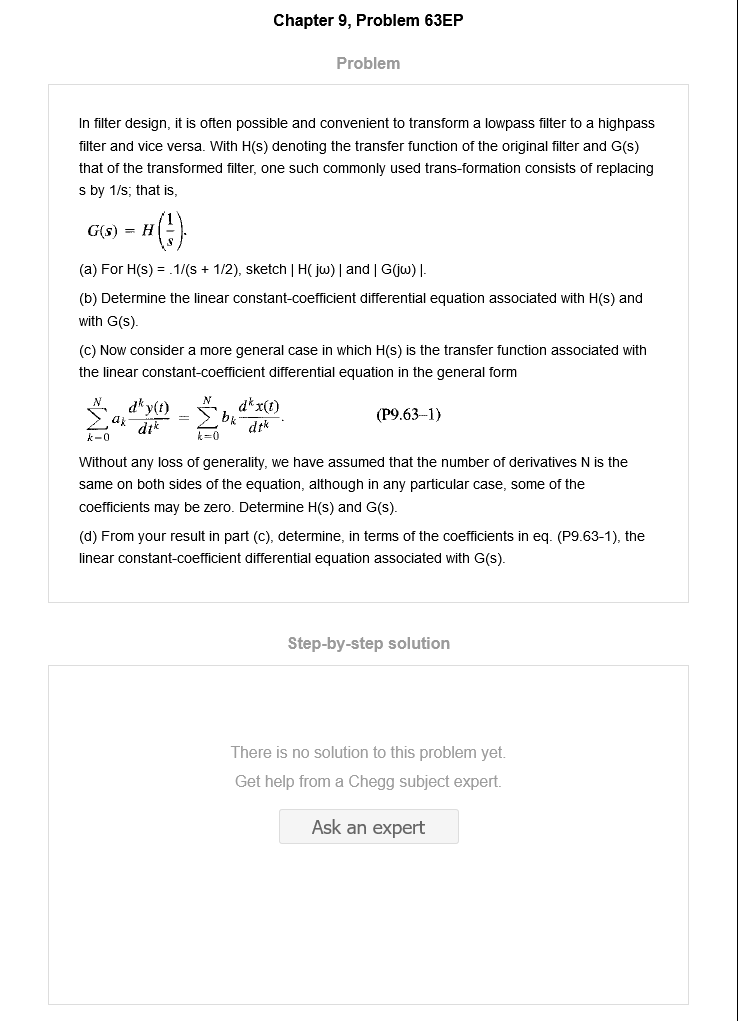 Chapter 9, Problem 63EP
Problem
In filter design, it is often possible and convenient to transform a lowpass filter to a highpass
filter and vice versa. With H(s) denoting the transfer function of the original filter and G(s)
that of the transformed filter, one such commonly used trans-formation consists of replacing
s by 1/s; that is,
G(s) = H(1/s).
(a) For H(s) = .1/(s + 1/2), sketch | H( jω) | and | G(jω) |.
(b) Determine the linear constant-coefficient differential equation associated with H(s) and
with G(s).
(c) Now consider a more general case in which H(s) is the transfer function associated with
the linear constant-coefficient differential equation in the general form
∑_{k=0}^{N} a_k d^k y(t)/dt^k = ∑_{k=0}^{N} b_k d^k x(t)/dt^k. (P9.63–1)
Without any loss of generality, we have assumed that the number of derivatives N is the
same on both sides of the equation, although in any particular case, some of the
coefficients may be zero. Determine H(s) and G(s).
(d) From your result in part (c), determine, in terms of the coefficients in eq. (P9.63-1), the
linear constant-coefficient differential equation associated with G(s).
Step-by-step solution
There is no solution to this problem yet.
Get help from a Chegg subject expert.
Ask an expert